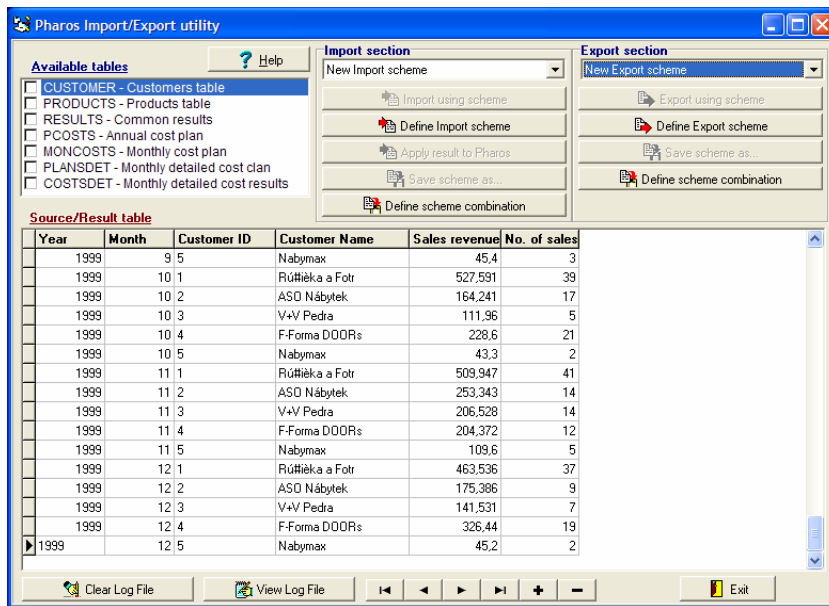 Pharos Import/Export utility
Available tables
Help
CUSTOMER - Customers table
PRODUCTS - Products table
RESULTS - Common results
PCOSTS - Annual cost plan
MONCOSTS - Monthly cost plan
PLANSDET - Monthly detailed cost clan
COSTSDET - Monthly detailed cost results
Import section
New Import scheme
Import using scheme
Define Import scheme
Apply result to Pharos
Save scheme as...
Define scheme combination
Export section
New Export scheme
Export using scheme
Define Export scheme
Save scheme as...
Define scheme combination
Source/Result table
Year Month Customer ID Customer Name Sales revenue No. of sales
1999 9 5 Nabymax 45,4 3
1999 10 1 Rú#ièka a Fotr 527,591 39
1999 10 2 ASO Nábytek 164,241 17
1999 10 3 V+V Pedra 111,96 5
1999 10 4 F-Forma DOORs 228,6 21
1999 10 5 Nabymax 43,3 2
1999 11 1 Rú#ièka a Fotr 509,947 41
1999 11 2 ASO Nábytek 253,343 14
1999 11 3 V+V Pedra 206,528 14
1999 11 4 F-Forma DOORs 204,372 12
1999 11 5 Nabymax 109,6 5
1999 12 1 Rú#ièka a Fotr 463,536 37
1999 12 2 ASO Nábytek 175,386 9
1999 12 3 V+V Pedra 141,531 7
1999 12 4 F-Forma DOORs 326,44 19
1999 12 5 Nabymax 45,2 2
Clear Log File View Log File Exit